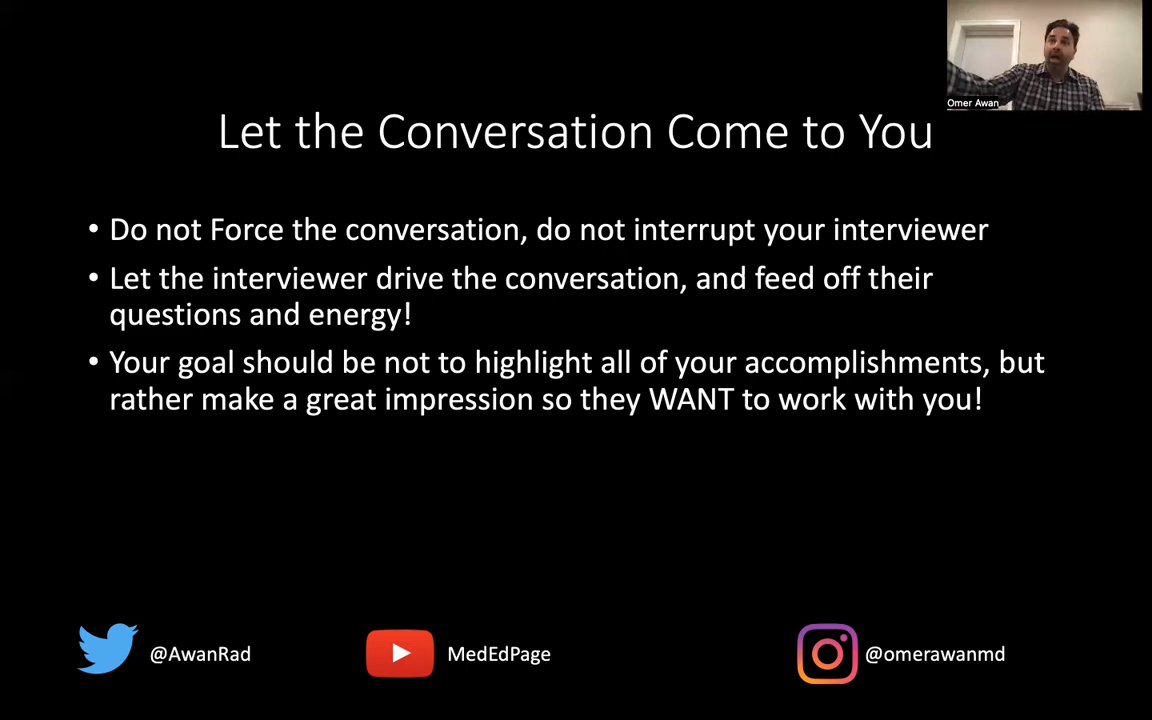 Omer Awan
Let the Conversation Come to You
• Do not Force the conversation, do not interrupt your interviewer
• Let the interviewer drive the conversation, and feed off their
questions and energy!
• Your goal should be not to highlight all of your accomplishments, but
rather make a great impression so they WANT to work with you!
@AwanRad
MedEdPage
@omerawanmd